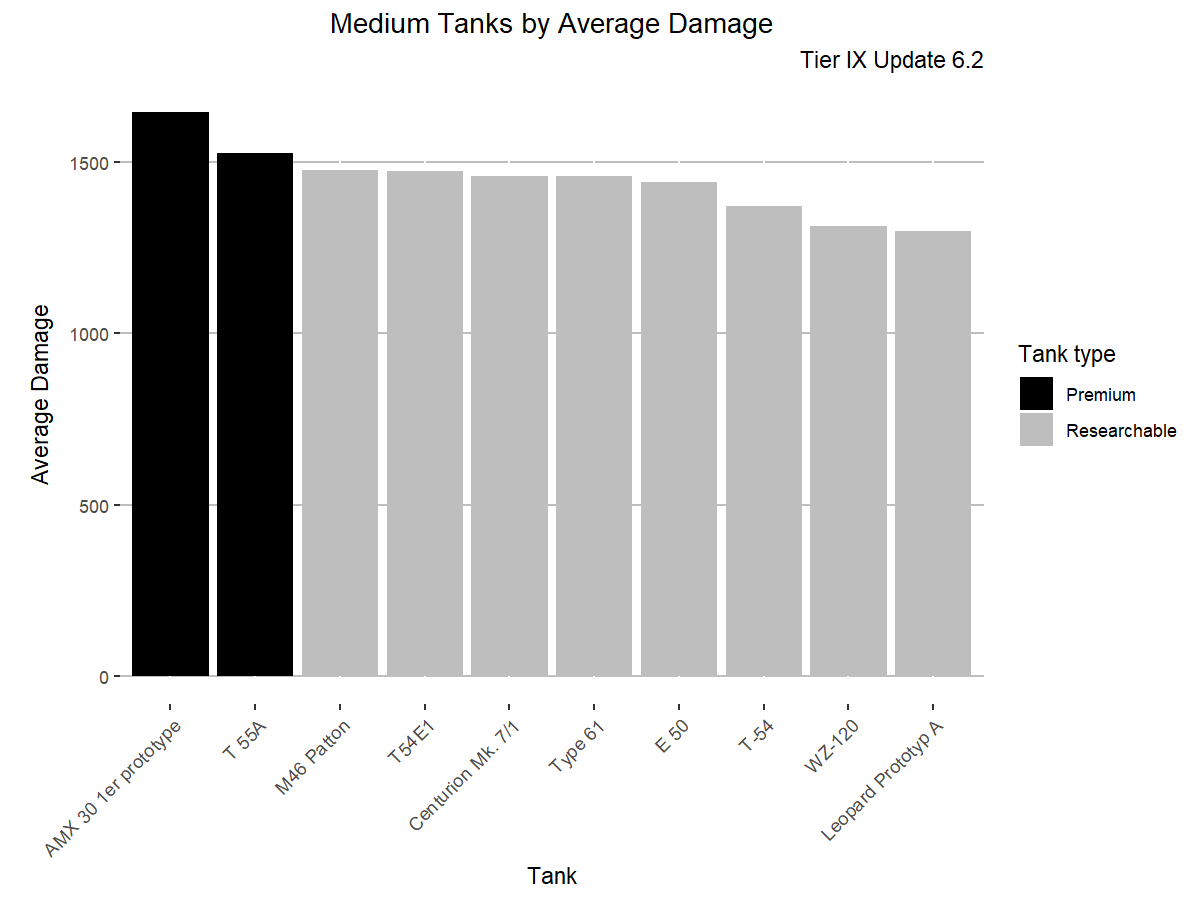 Medium Tanks by Average Damage
Tier IX Update 6.2
Average Damage
1500
1000
500
0
AMX 30 1er prototype
T 55A
M46 Patton
T54E1
Centurion Mk. 7/1
Type 61
E 50
T-54
WZ-120
Leopard Prototyp A
Tank
Tank type
Premium
Researchable